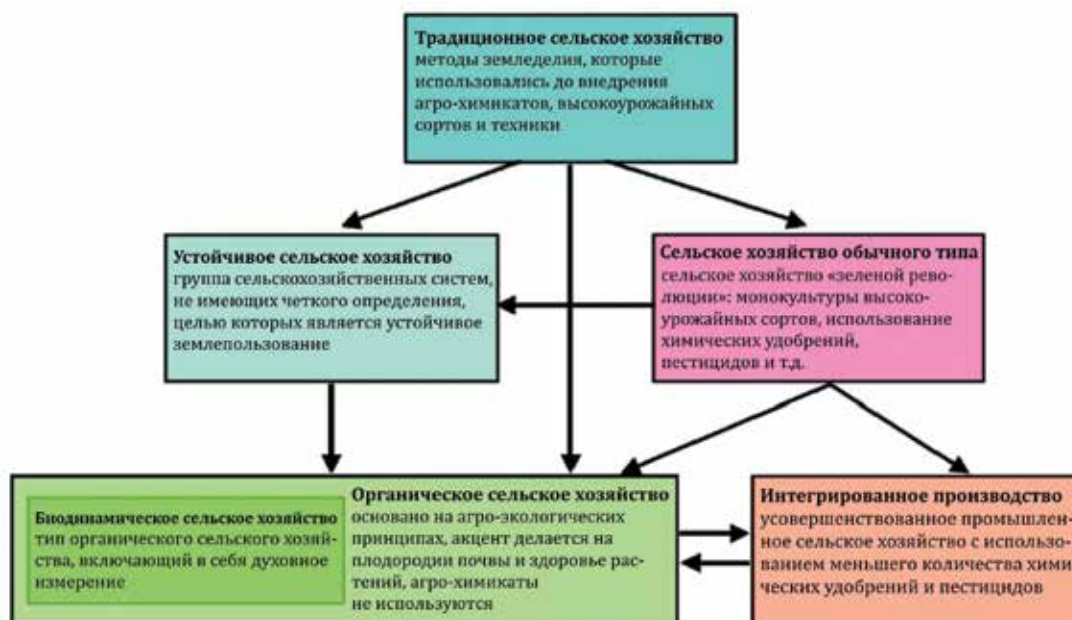 Традиционное сельское хозяйство
методы земледелия, которые
использовались до внедрения
агро-химикатов, высокоурожайных
сортов и техники
Устойчивое сельское хозяйство
группа сельскохозяйственных систем,
не имеющих четкого определения,
целью которых является устойчивое
землепользование
Сельское хозяйство обычного типа
сельское хозяйство «зеленой рево-
люции»: монокультуры высоко-
урожайных сортов, использование
химических удобрений,
пестицидов и т.д.
Биодинамическое сельское хозяйство
тип органического сельского хозяй-
ства, включающий в себя духовное
измерение
Органическое сельское хозяйство
основано на агро-экологических
принципах, акцент делается на
плодородии почвы и здоровье рас-
тений, агро-химикаты
не используются
Интегрированное производство
усовершенствованное промышлен-
ное сельское хозяйство с использо-
ванием меньшего количества хими
ческих удобрений и пестицидов